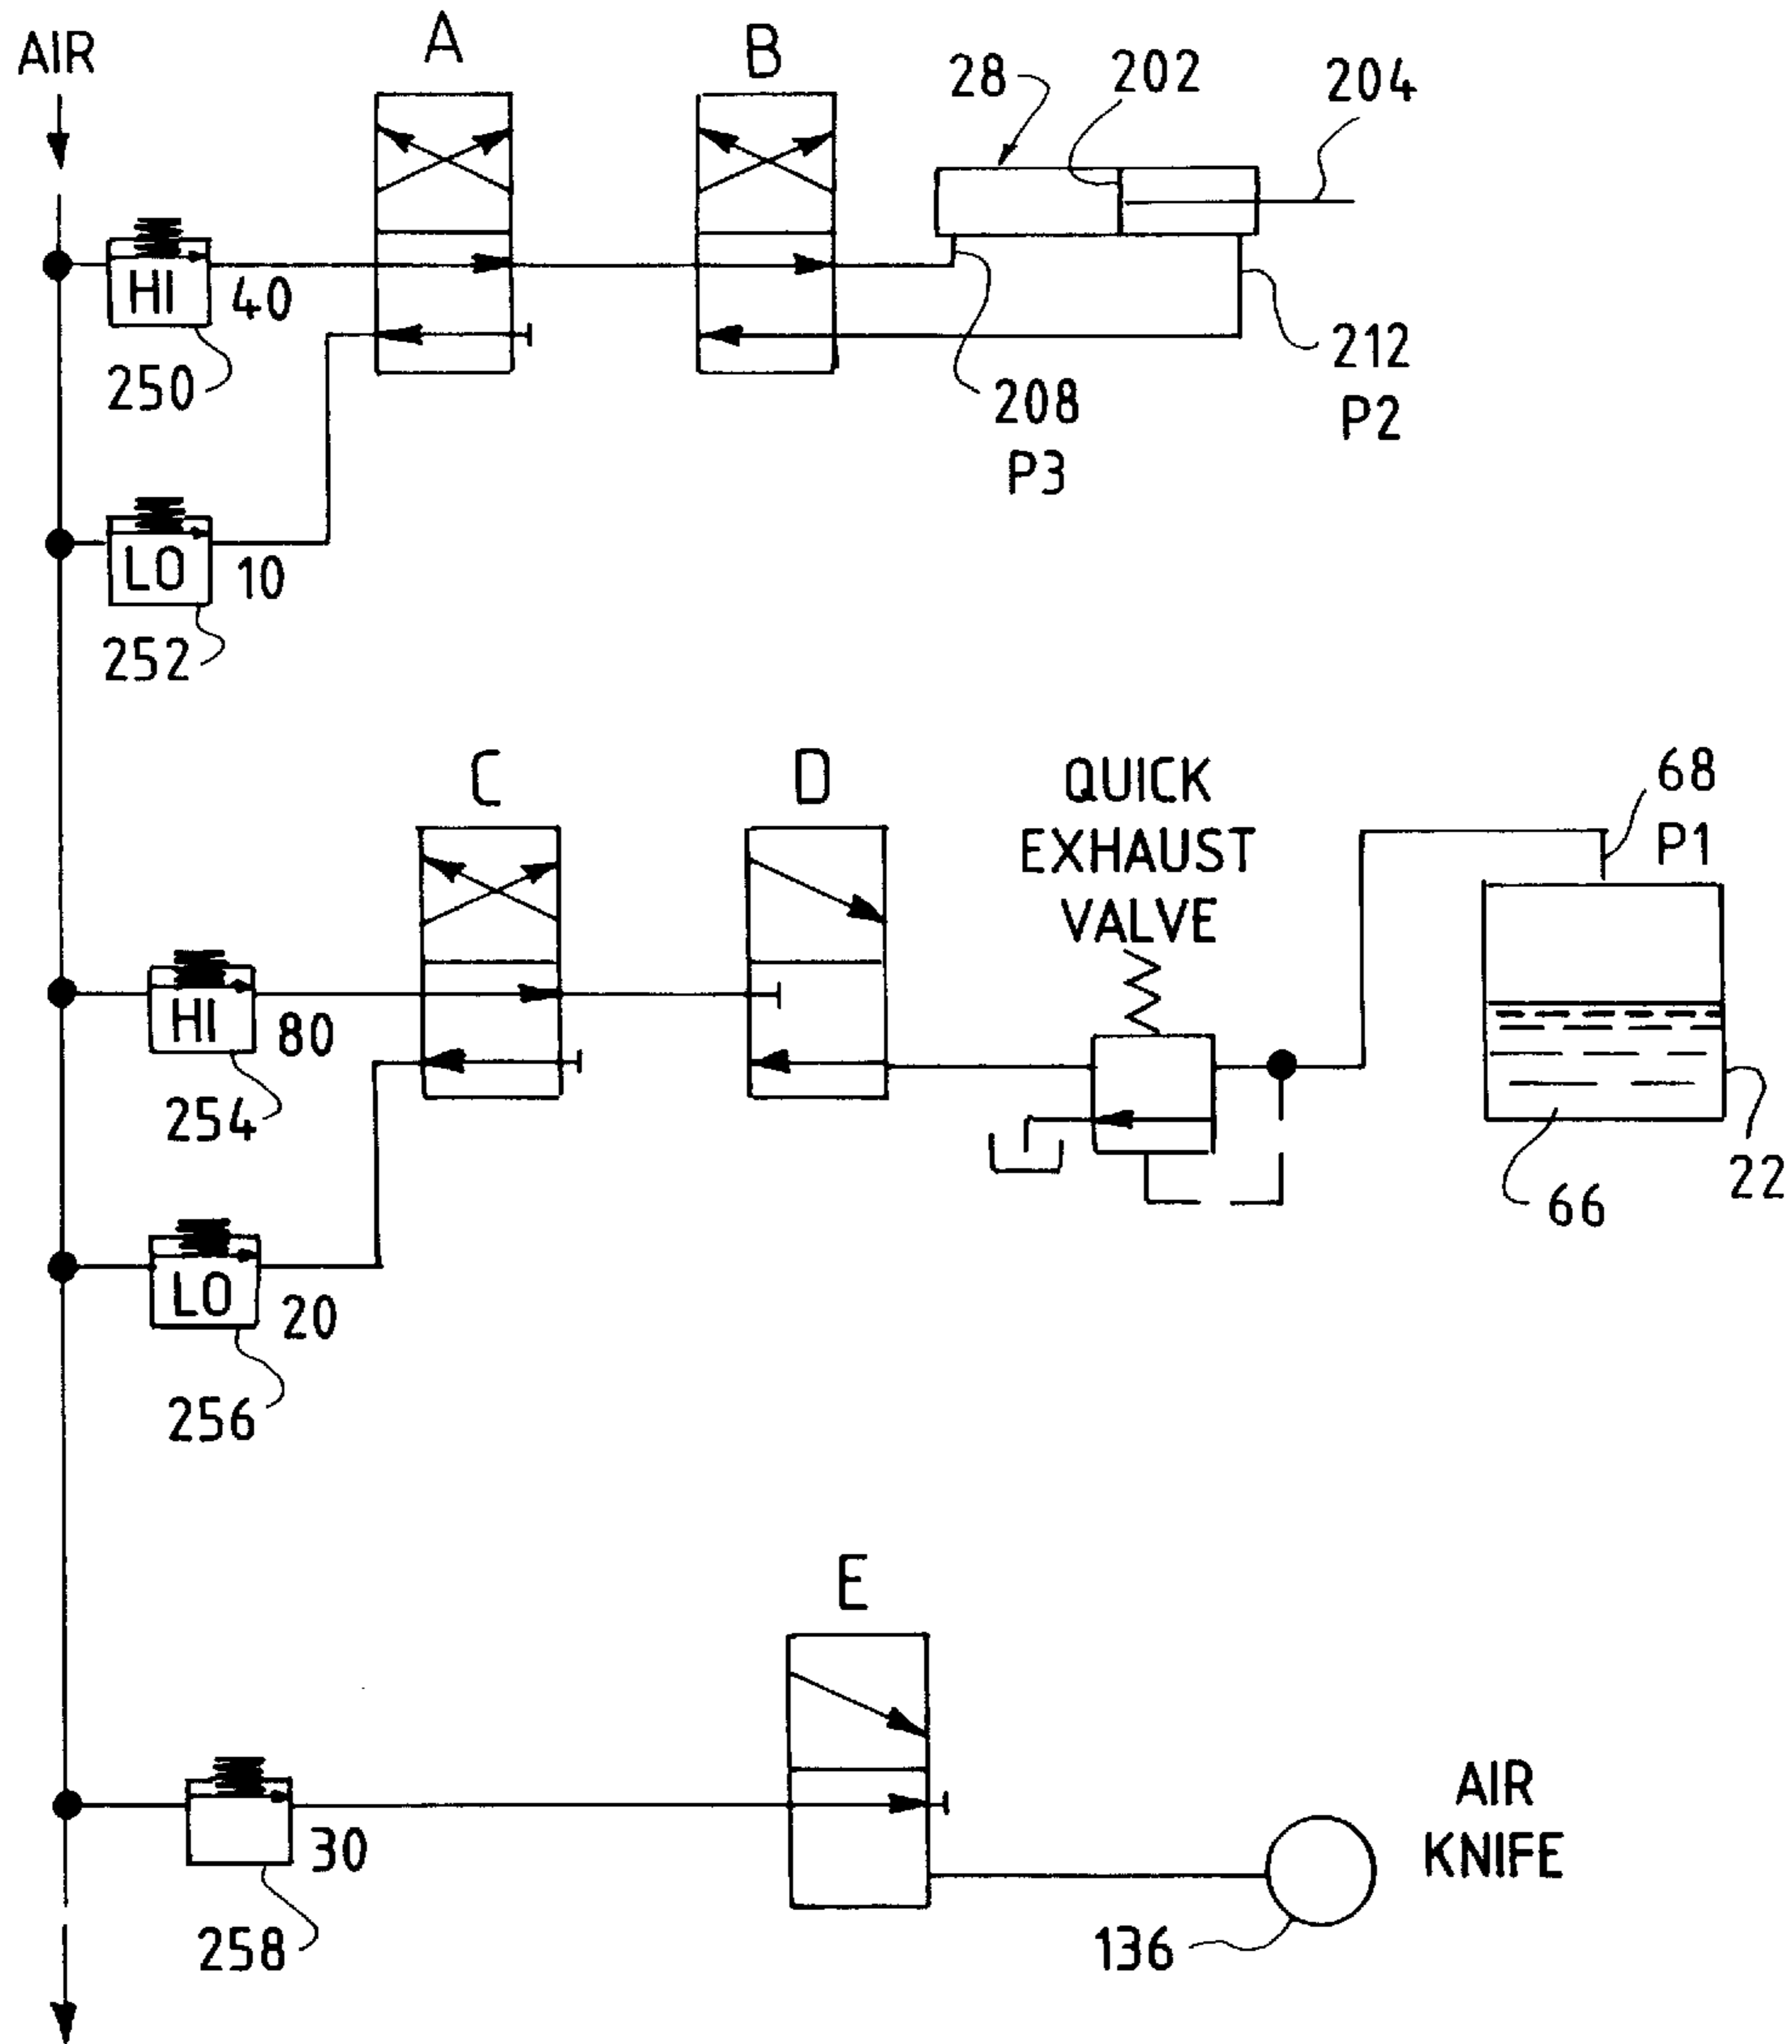 AIR
A
B
28
202
204
HI
40
250
208
P3
212
P2
LO
10
252
C
D
QUICK
EXHAUST
VALVE
68
P1
HI
80
254
22
66
LO
20
256
E
30
258
AIR
KNIFE
136